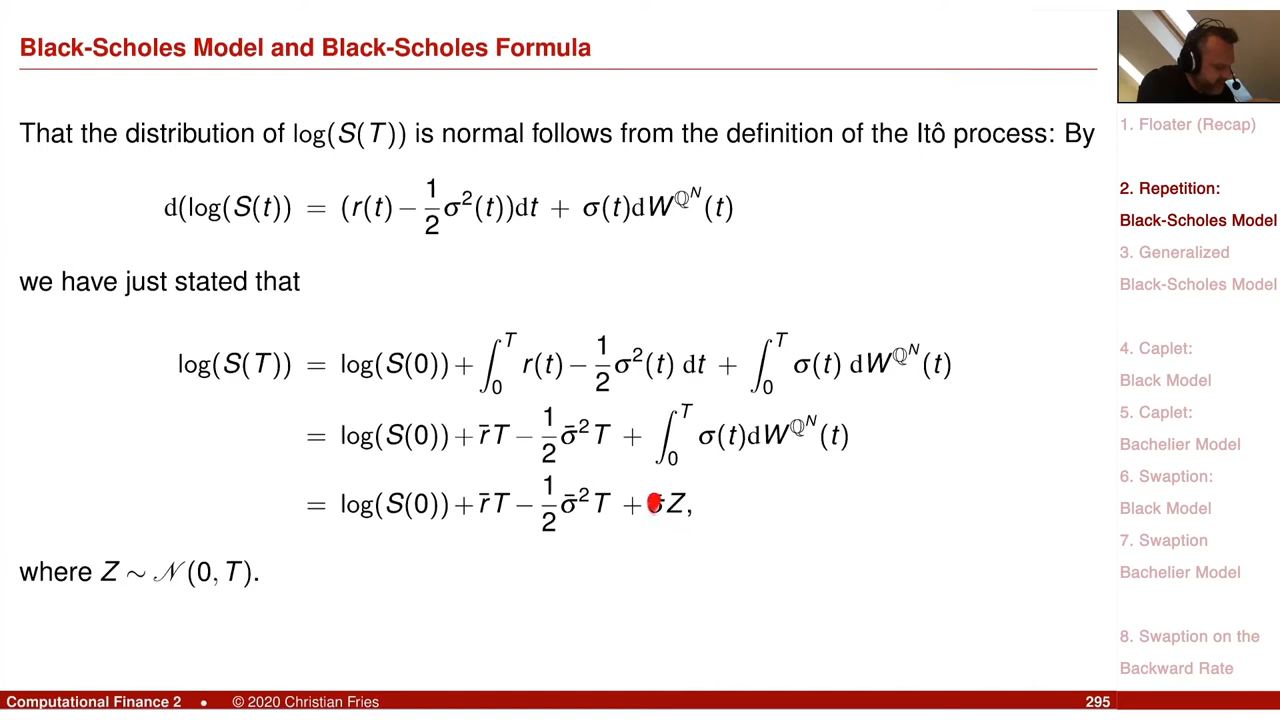 Black-Scholes Model and Black-Scholes Formula
That the distribution of log(S(T)) is normal follows from the definition of the Itô process: By
d(log(S(t)) = (r(t) − 1/2 σ²(t))dt + σ(t)dW^{ℚ^N}(t)
we have just stated that
log(S(T)) = log(S(0)) + ∫₀ᵀ r(t) − 1/2 σ²(t) dt + ∫₀ᵀ σ(t) dW^{ℚ^N}(t)
= log(S(0)) + r̄T − 1/2 σ̄²T + ∫₀ᵀ σ(t)dW^{ℚ^N}(t)
= log(S(0)) + r̄T − 1/2 σ̄²T + σ̄Z,
where Z ∼ 𝒩(0, T).
1. Floater (Recap)
2. Repetition:
Black-Scholes Model
3. Generalized
Black-Scholes Model
4. Caplet:
Black Model
5. Caplet:
Bachelier Model
6. Swaption:
Black Model
7. Swaption
Bachelier Model
8. Swaption on the
Backward Rate
Computational Finance 2 • © 2020 Christian Fries 295